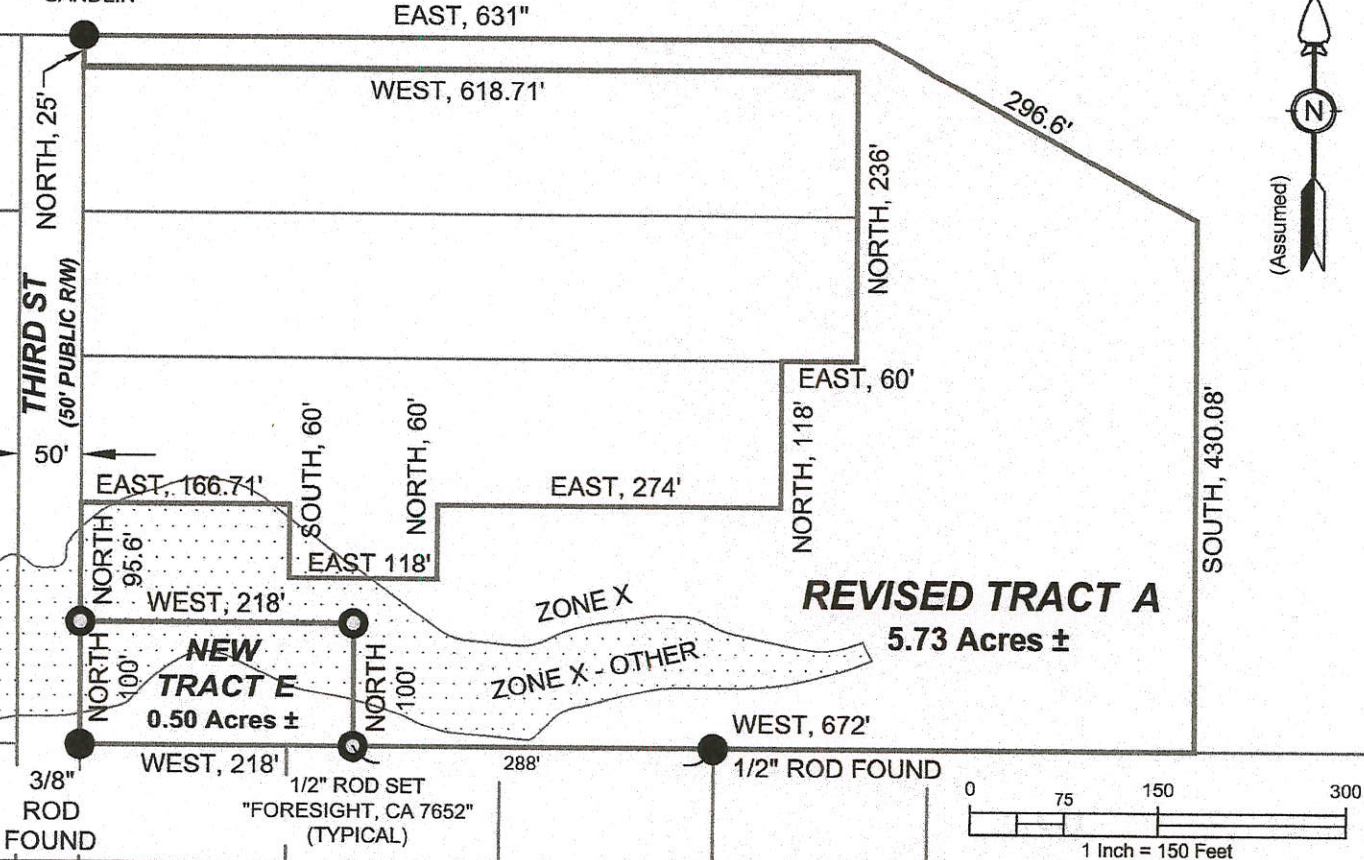 EAST, 631"
WEST, 618.71'
296.6'
N
(Assumed)
NORTH, 25'
NORTH, 236'
THIRD ST
(50' PUBLIC R/W)
EAST, 60'
50'
SOUTH, 60'
NORTH, 60'
NORTH, 118'
SOUTH, 430.08'
EAST, 166.71'
EAST, 274'
NORTH
95.6'
EAST 118'
WEST, 218'
ZONE X
REVISED TRACT A
5.73 Acres ±
NORTH
100'
NEW
TRACT E
0.50 Acres ±
NORTH
100'
ZONE X - OTHER
WEST, 218'
288'
WEST, 672'
1/2" ROD FOUND
3/8"
ROD
FOUND
1/2" ROD SET
"FORESIGHT, CA 7652"
(TYPICAL)
0 75 150 300
1 Inch = 150 Feet